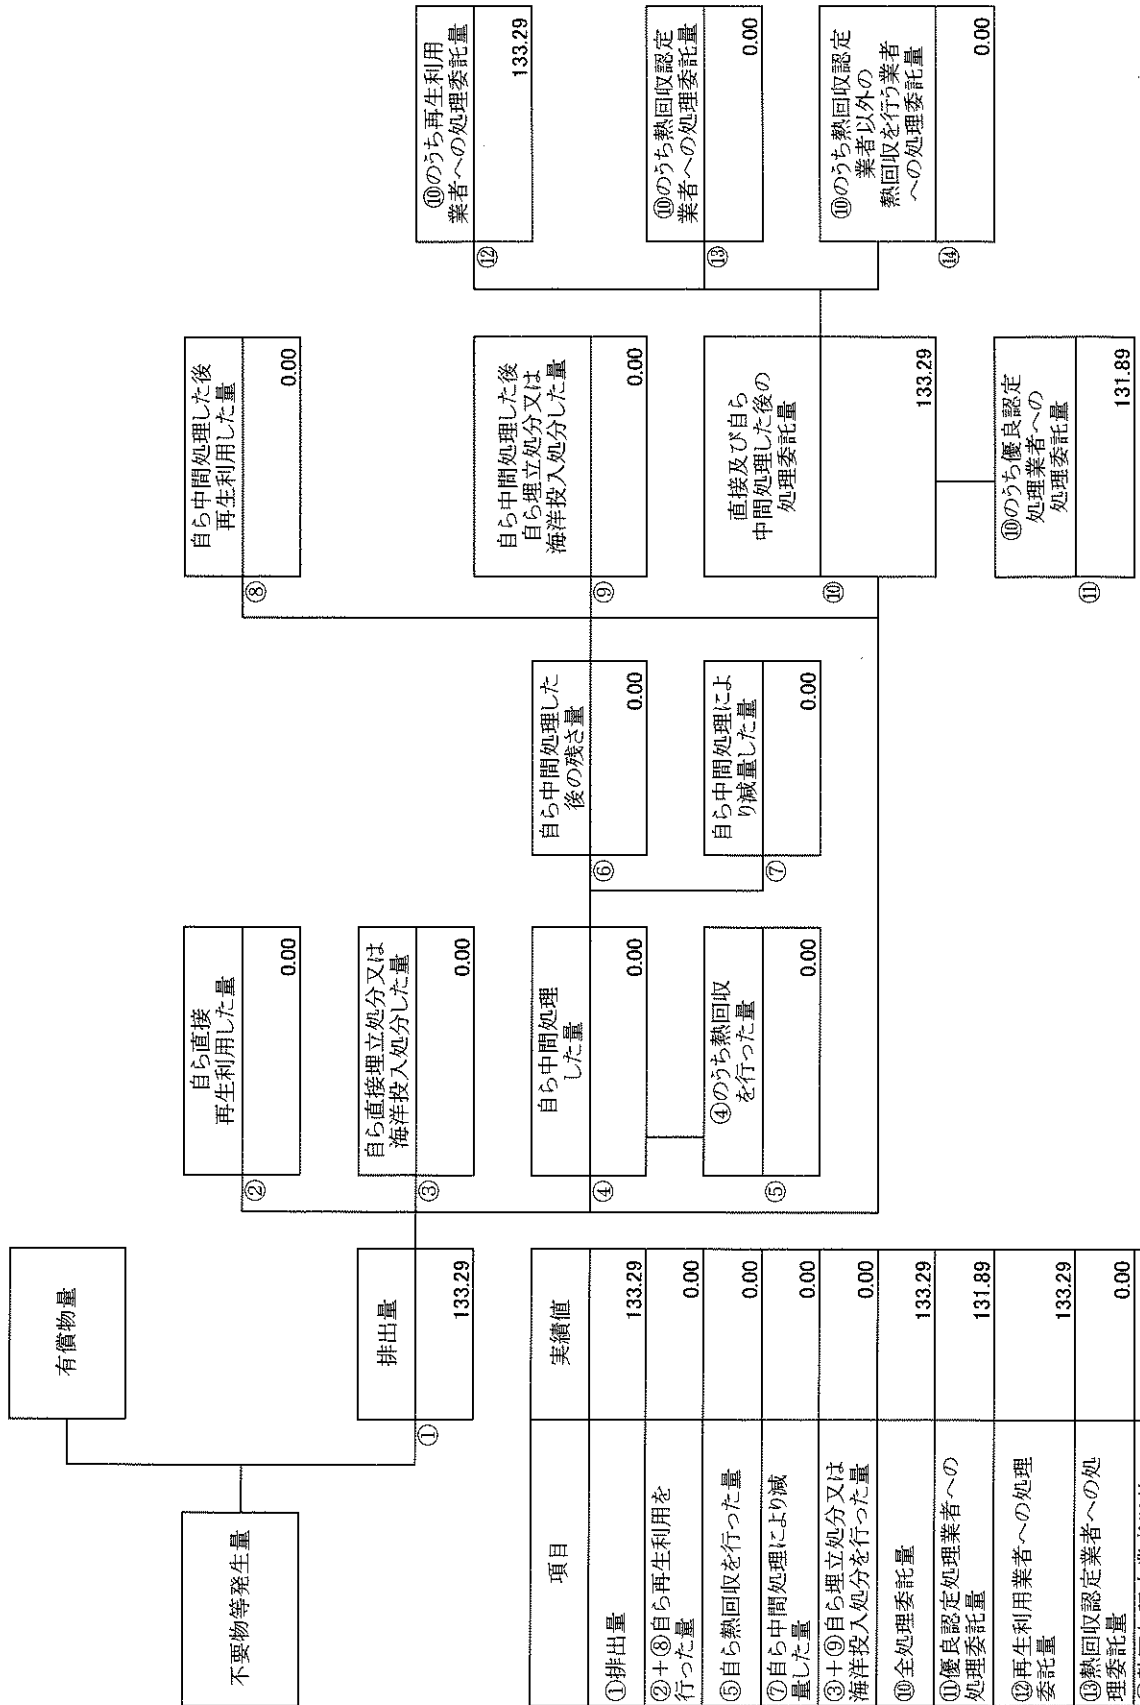 不要物等発生量
有償物量
排出量
①
133.29
自ら直接
再生利用した量
②
0.00
自ら直接埋立処分又は
海洋投入処分した量
③
0.00
自ら中間処理
した量
④
0.00
④のうち熱回収
を行った量
⑤
0.00
自ら中間処理した
後の残さ量
⑥
0.00
自ら中間処理によ
り減量した量
⑦
0.00
自ら中間処理した後
再生利用した量
⑧
0.00
自ら中間処理した後
自ら埋立処分又は
海洋投入処分した量
⑨
0.00
直接及び自ら
中間処理した後の
処理委託量
⑩
133.29
⑩のうち優良認定
処理業者への
処理委託量
⑪
131.89
⑩のうち再生利用
業者への処理委託量
⑫
133.29
⑩のうち熱回収認定
業者への処理委託量
⑬
0.00
⑩のうち熱回収認定
業者以外の
熱回収を行う業者
への処理委託量
⑭
0.00
項目 実績値
①排出量 133.29
②+⑧自ら再生利用を
行った量 0.00
⑤自ら熱回収を行った量 0.00
⑦自ら中間処理により減
量した量 0.00
③+⑨自ら埋立処分又は
海洋投入処分を行った量 0.00
⑩全処理委託量 133.29
⑪優良認定処理業者への
処理委託量 131.89
⑫再生利用業者への処理
委託量 133.29
⑬熱回収認定業者への処
理委託量 0.00